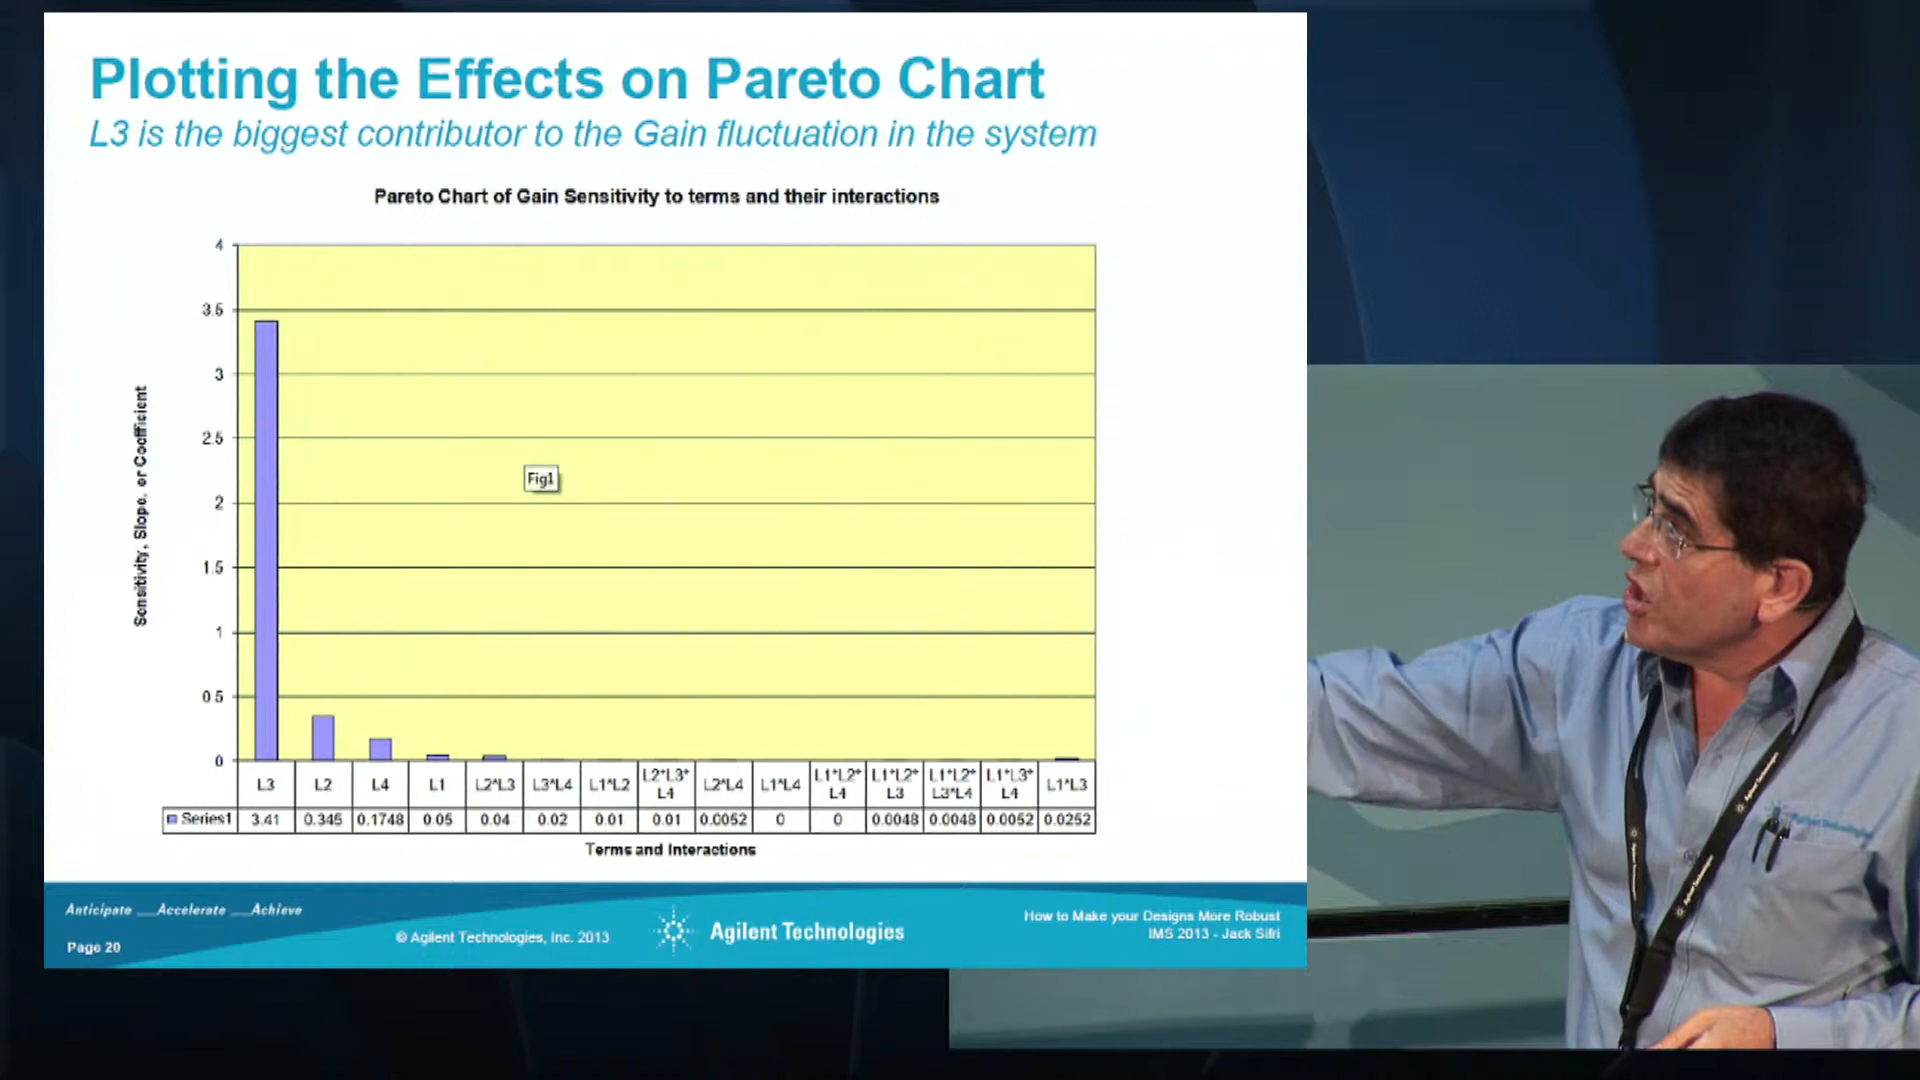 Plotting the Effects on Pareto Chart
L3 is the biggest contributor to the Gain fluctuation in the system
Pareto Chart of Gain Sensitivity to terms and their interactions
Sensitivity, Slope, or Coefficient
4
3.5
3
2.5
2
1.5
1
0.5
0
Fig1
L3 L2 L4 L1 L2*L3 L3*L4 L1*L2 L2*L3*L4 L2*L4 L1*L4 L1*L2*L4 L1*L2*L3 L1*L2*L3*L4 L1*L3*L4 L1*L3
Series1 3.41 0.345 0.1748 0.05 0.04 0.02 0.01 0.01 0.0052 0 0 0.0048 0.0048 0.0052 0.0252
Terms and Interactions
Anticipate __Accelerate __Achieve
Page 20
© Agilent Technologies, Inc. 2013
Agilent Technologies
How to Make your Designs More Robust
IMS 2013 - Jack Sifri
Agilent Technologies
Agilent Technologies